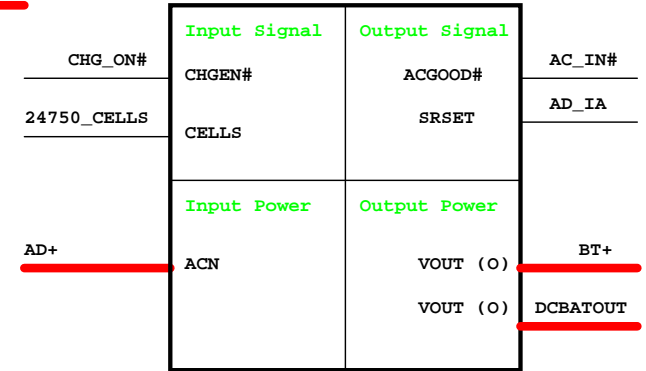 Input Signal Output Signal
CHG_ON# CHGEN# ACGOOD# AC_IN#
24750_CELLS CELLS SRSET AD_IA
Input Power Output Power
AD+ ACN VOUT (O) BT+
VOUT (O) DCBATOUT